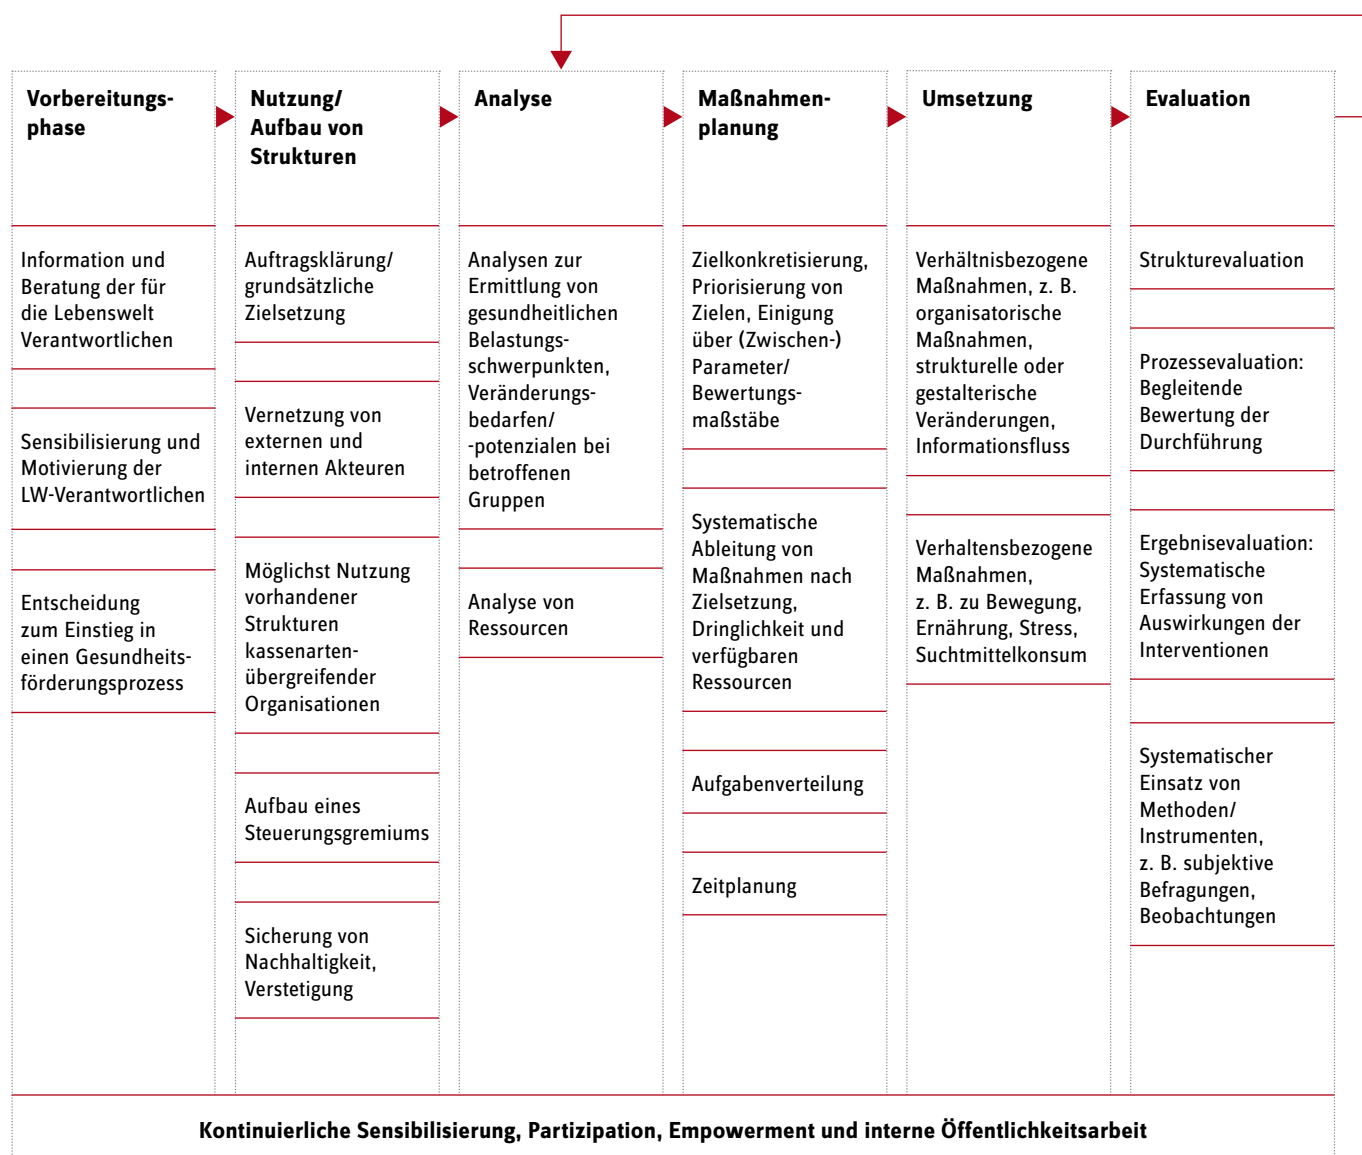 Vorbereitungs-
phase
Information und
Beratung der für
die Lebenswelt
Verantwortlichen
Sensibilisierung und
Motivierung der
LW-Verantwortlichen
Entscheidung
zum Einstieg in
einen Gesundheits-
förderungsprozess
Nutzung/
Aufbau von
Strukturen
Auftragsklärung/
grundsätzliche
Zielsetzung
Vernetzung von
externen und
internen Akteuren
Möglichst Nutzung
vorhandener
Strukturen
kassenarten-
übergreifender
Organisationen
Aufbau eines
Steuerungsgremiums
Sicherung von
Nachhaltigkeit,
Verstetigung
Analyse
Analysen zur
Ermittlung von
gesundheitlichen
Belastungs-
schwerpunkten,
Veränderungs-
bedarfen/
-potenzialen bei
betroffenen
Gruppen
Analyse von
Ressourcen
Maßnahmen-
planung
Zielkonkretisierung,
Priorisierung von
Zielen, Einigung
über (Zwischen-)
Parameter/
Bewertungs-
maßstäbe
Systematische
Ableitung von
Maßnahmen nach
Zielsetzung,
Dringlichkeit und
verfügbaren
Ressourcen
Aufgabenverteilung
Zeitplanung
Umsetzung
Verhältnisbezogene
Maßnahmen, z. B.
organisatorische
Maßnahmen,
strukturelle oder
gestalterische
Veränderungen,
Informationsfluss
Verhaltensbezogene
Maßnahmen,
z. B. zu Bewegung,
Ernährung, Stress,
Suchtmittelkonsum
Evaluation
Strukturevaluation
Prozessevaluation:
Begleitende
Bewertung der
Durchführung
Ergebnisevaluation:
Systematische
Erfassung von
Auswirkungen der
Interventionen
Systematischer
Einsatz von
Methoden/
Instrumenten,
z. B. subjektive
Befragungen,
Beobachtungen
Kontinuierliche Sensibilisierung, Partizipation, Empowerment und interne Öffentlichkeitsarbeit